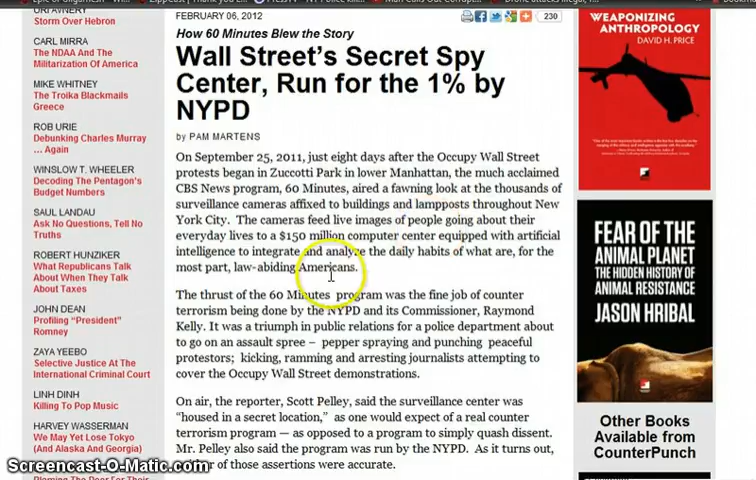 Storm Over Hebron
CARL MIRRA
The NDAA and The
Militarization Of America
MIKE WHITNEY
The Troika Blackmails
Greece
ROB URIE
Debunking Charles Murray
... Again
WINSLOW T. WHEELER
Decoding The Pentagon's
Budget Numbers
SAUL LANDAU
Ask No Questions, Tell No
Truths
ROBERT HUNZIKER
What Republicans Talk
About When They Talk
About Taxes
JOHN DEAN
Profiling "President"
Romney
ZAYA YEEBO
Selective Justice At The
International Criminal Court
LINH DINH
Killing To Pop Music
HARVEY WASSERMAN
We May Yet Lose Tokyo
(And Alaska And Georgia)
FEBRUARY 06, 2012
230
How 60 Minutes Blew the Story
Wall Street's Secret Spy
Center, Run for the 1% by
NYPD
by PAM MARTENS
On September 25, 2011, just eight days after the Occupy Wall Street
protests began in Zuccotti Park in lower Manhattan, the much acclaimed
CBS News program, 60 Minutes, aired a fawning look at the thousands of
surveillance cameras affixed to buildings and lampposts throughout New
York City. The cameras feed live images of people going about their
everyday lives to a $150 million computer center equipped with artificial
intelligence to integrate and analyze the daily habits of what are, for the
most part, law-abiding Americans.
The thrust of the 60 Minutes program was the fine job of counter
terrorism being done by the NYPD and its Commissioner, Raymond
Kelly. It was a triumph in public relations for a police department about
to go on an assault spree – pepper spraying and punching peaceful
protestors; kicking, ramming and arresting journalists attempting to
cover the Occupy Wall Street demonstrations.
On air, the reporter, Scott Pelley, said the surveillance center was
"housed in a secret location," as one would expect of a real counter
terrorism program — as opposed to a program to simply quash dissent.
Mr. Pelley also said the program was run by the NYPD. As it turns out,
of those assertions were accurate.
WEAPONIZING
ANTHROPOLOGY
DAVID H. PRICE
FEAR OF THE
ANIMAL PLANET
THE HIDDEN HISTORY OF
ANIMAL RESISTANCE
JASON HRIBAL
Other Books
Available from
CounterPunch
Screencast-O-Matic.com